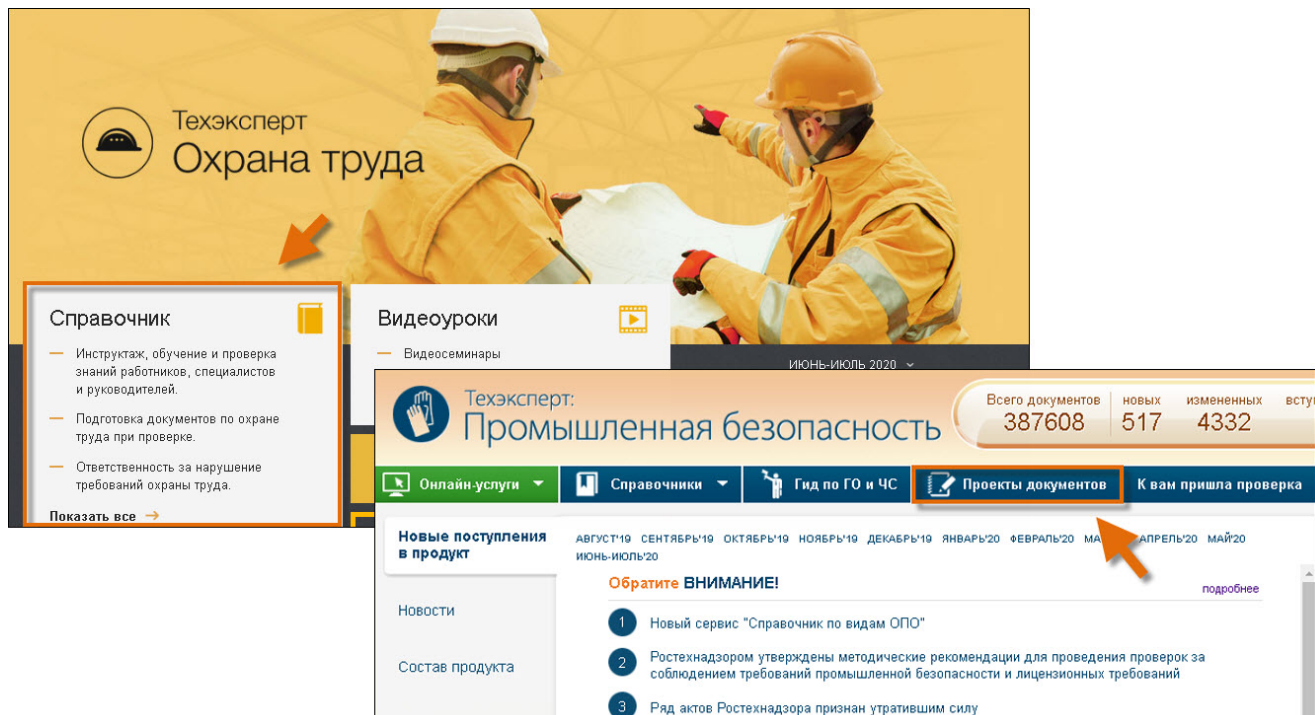 Техэксперт
Охрана труда
Справочник
— Инструктаж, обучение и проверка
знаний работников, специалистов
и руководителей.
— Подготовка документов по охране
труда при проверке.
— Ответственность за нарушение
требований охраны труда.
Показать все →
Видеоуроки
— Видеосеминары
ИЮНЬ-ИЮЛЬ 2020
Техэксперт:
Промышленная безопасность
Всего документов новых измененных всту
387608 517 4332
Онлайн-услуги Справочники Гид по ГО и ЧС Проекты документов К вам пришла проверка
Новые поступления
в продукт
Новости
Состав продукта
АВГУСТ'19 СЕНТЯБРЬ'19 ОКТЯБРЬ'19 НОЯБРЬ'19 ДЕКАБРЬ'19 ЯНВАРЬ'20 ФЕВРАЛЬ'20 МА АПРЕЛЬ'20 МАЙ'20
ИЮНЬ-ИЮЛЬ'20
Обратите ВНИМАНИЕ!
подробнее
1 Новый сервис "Справочник по видам ОПО"
2 Ростехнадзором утверждены методические рекомендации для проведения проверок за
соблюдением требований промышленной безопасности и лицензионных требований
3 Ряд актов Ростехнадзора признан утратившим силу